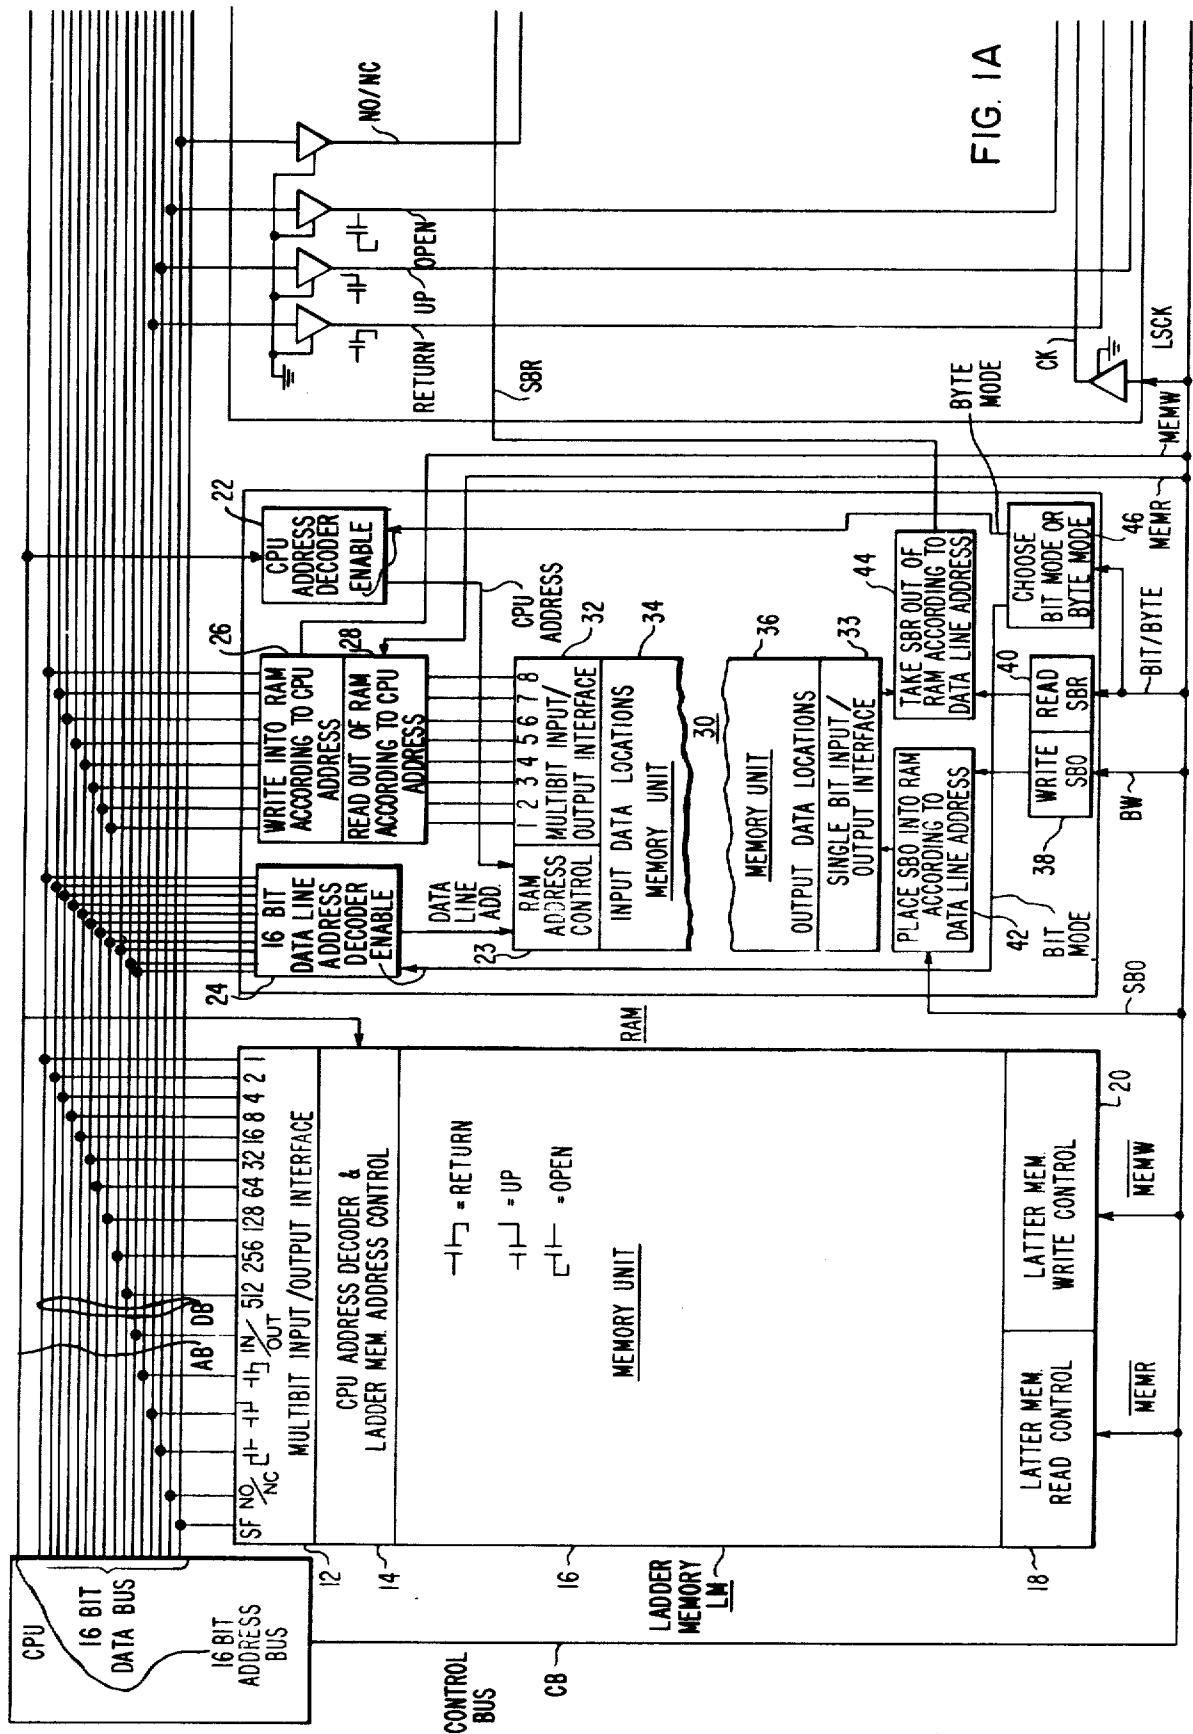 CPU
16 BIT
DATA BUS
16 BIT
ADDRESS
BUS
CONTROL
BUS
CB
AB
DB
SF
NO/NC
IN/OUT
512 256 128 64 32 16 8 4 2 1
MULTIBIT INPUT/OUTPUT INTERFACE
12
CPU ADDRESS DECODER &
LADDER MEM. ADDRESS CONTROL
14
=RETURN
=UP
=OPEN
MEMORY UNIT
16
LADDER
MEMORY
LM
LATTER MEM.
READ CONTROL
18
LATTER MEM.
WRITE CONTROL
20
MEMR
MEMW
RAM
16 BIT
DATA LINE
ADDRESS
DECODER
ENABLE
24
WRITE INTO RAM
ACCORDING TO CPU
ADDRESS
26
READ OUT OF RAM
ACCORDING TO CPU
ADDRESS
28
CPU
ADDRESS
DECODER
ENABLE
22
DATA
LINE
ADD.
CPU
ADDRESS
RAM
ADDRESS
CONTROL
23
1 2 3 4 5 6 7 8
MULTIBIT INPUT/
OUTPUT INTERFACE
32
INPUT DATA LOCATIONS
34
MEMORY UNIT
30
MEMORY UNIT
36
OUTPUT DATA LOCATIONS
SINGLE BIT INPUT/
OUTPUT INTERFACE
33
PLACE SBO INTO RAM
ACCORDING TO
DATA LINE ADDRESS
42
TAKE SBR OUT OF
RAM ACCORDING TO
DATA LINE ADDRESS
44
WRITE
SBO
38
READ
SBR
40
CHOOSE
BIT MODE OR
BYTE MODE
46
BIT
MODE
BYTE
MODE
SBO
BW
BIT/BYTE
MEMR
MEMW
LSCK
CK
SBR
RETURN
UP
OPEN
NO/NC
FIG. 1A